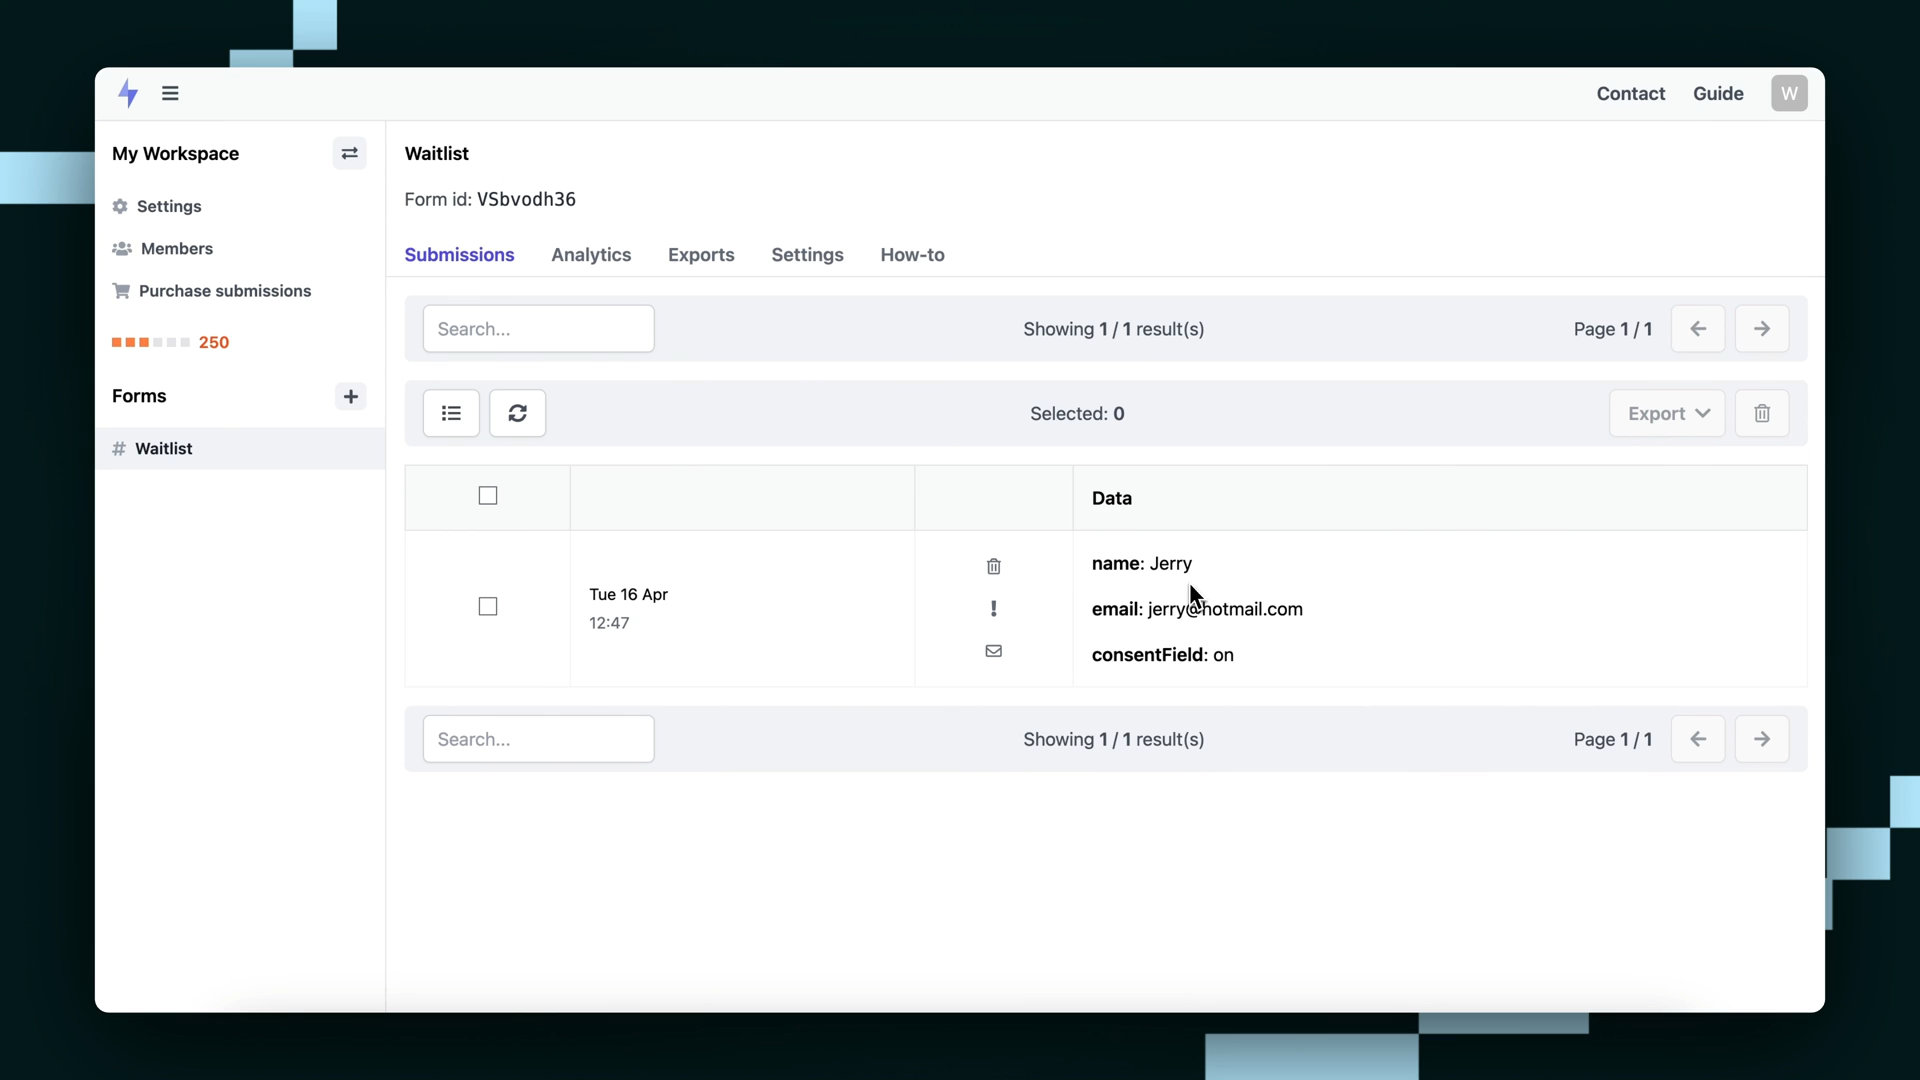 Contact Guide W
My Workspace
Settings
Members
Purchase submissions
250
Forms
# Waitlist
Waitlist
Form id: VSbvodh36
Submissions Analytics Exports Settings How-to
Search... Showing 1 / 1 result(s) Page 1 / 1
Selected: 0 Export
Data
Tue 16 Apr
12:47
name: Jerry
email: jerry@hotmail.com
consentField: on
Search... Showing 1 / 1 result(s) Page 1 / 1